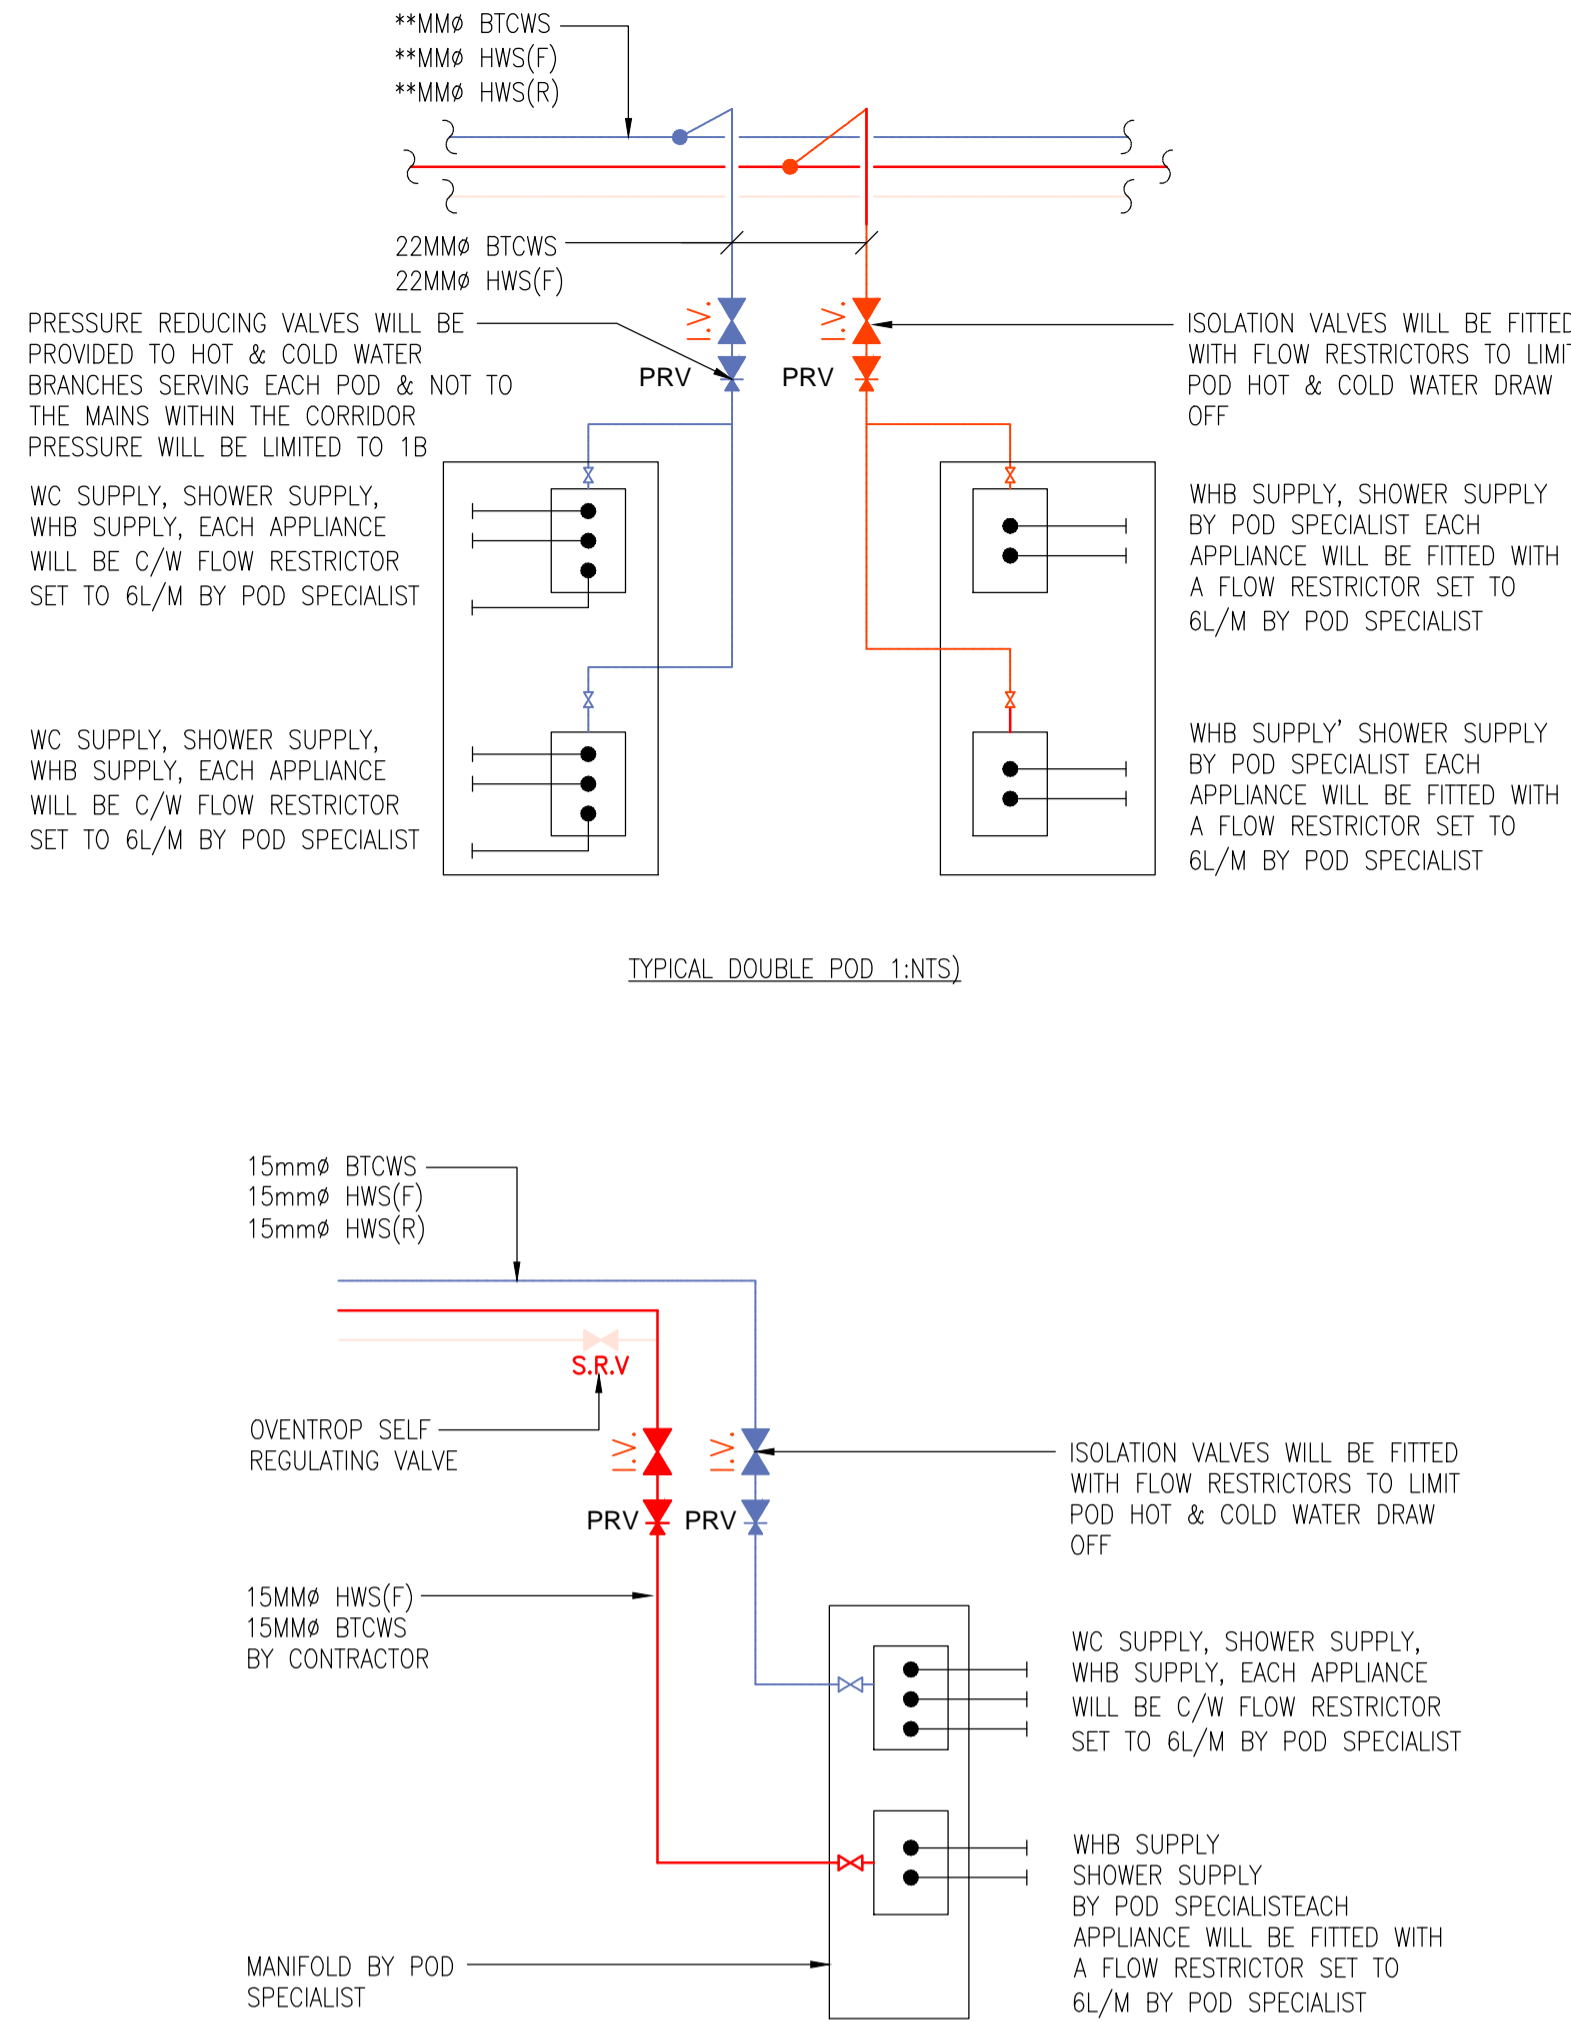 **MMø BTCWS
**MMø HWS(F)
**MMø HWS(R)
22MMø BTCWS
22MMø HWS(F)
PRESSURE REDUCING VALVES WILL BE
PROVIDED TO HOT & COLD WATER
BRANCHES SERVING EACH POD & NOT TO
THE MAINS WITHIN THE CORRIDOR
PRESSURE WILL BE LIMITED TO 1B
I.V.
I.V.
PRV
PRV
ISOLATION VALVES WILL BE FITTED
WITH FLOW RESTRICTORS TO LIMIT
POD HOT & COLD WATER DRAW
OFF
WC SUPPLY, SHOWER SUPPLY,
WHB SUPPLY, EACH APPLIANCE
WILL BE C/W FLOW RESTRICTOR
SET TO 6L/M BY POD SPECIALIST
WHB SUPPLY, SHOWER SUPPLY
BY POD SPECIALIST EACH
APPLIANCE WILL BE FITTED WITH
A FLOW RESTRICTOR SET TO
6L/M BY POD SPECIALIST
WC SUPPLY, SHOWER SUPPLY,
WHB SUPPLY, EACH APPLIANCE
WILL BE C/W FLOW RESTRICTOR
SET TO 6L/M BY POD SPECIALIST
WHB SUPPLY' SHOWER SUPPLY
BY POD SPECIALIST EACH
APPLIANCE WILL BE FITTED WITH
A FLOW RESTRICTOR SET TO
6L/M BY POD SPECIALIST
TYPICAL DOUBLE POD 1:NTS)
15mmø BTCWS
15mmø HWS(F)
15mmø HWS(R)
S.R.V
OVENTROP SELF
REGULATING VALVE
I.V.
I.V.
PRV
PRV
ISOLATION VALVES WILL BE FITTED
WITH FLOW RESTRICTORS TO LIMIT
POD HOT & COLD WATER DRAW
OFF
15MMø HWS(F)
15MMø BTCWS
BY CONTRACTOR
WC SUPPLY, SHOWER SUPPLY,
WHB SUPPLY, EACH APPLIANCE
WILL BE C/W FLOW RESTRICTOR
SET TO 6L/M BY POD SPECIALIST
WHB SUPPLY
SHOWER SUPPLY
BY POD SPECIALISTEACH
APPLIANCE WILL BE FITTED WITH
A FLOW RESTRICTOR SET TO
6L/M BY POD SPECIALIST
MANIFOLD BY POD
SPECIALIST